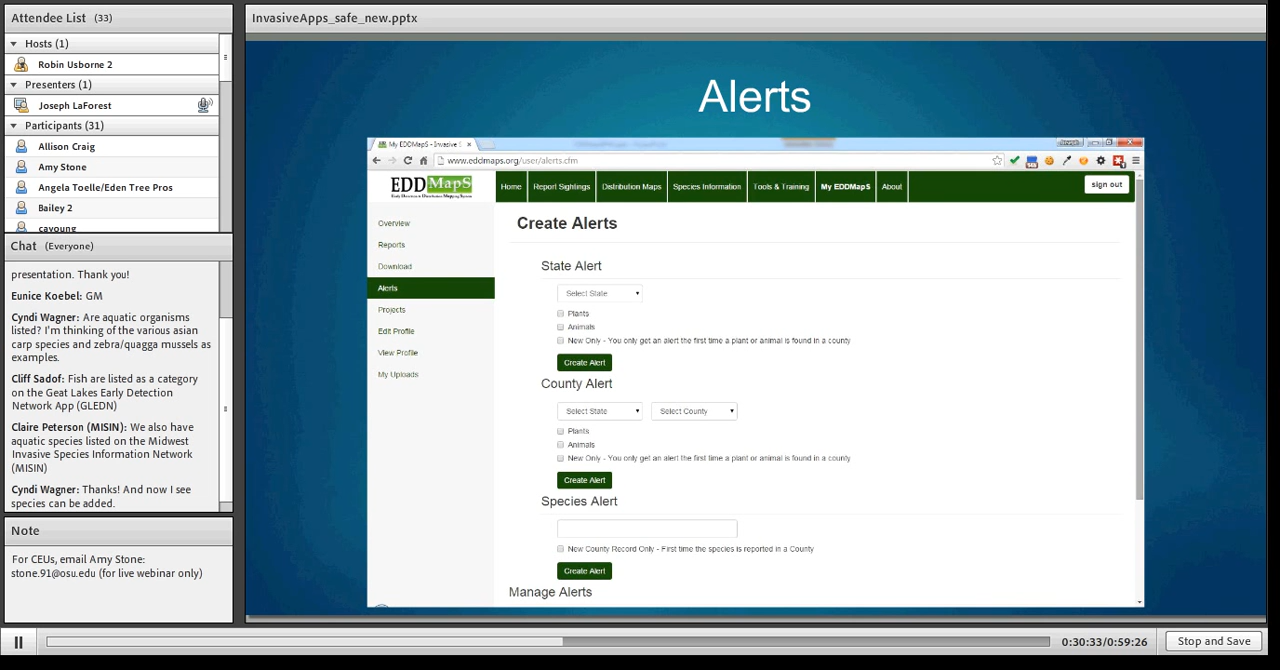 Attendee List (33)
Hosts (1)
Robin Usborne 2
Presenters (1)
Joseph LaForest
Participants (31)
Allison Craig
Amy Stone
Angela Toelle/Eden Tree Pros
Bailey 2
cayoung
Chat (Everyone)
presentation. Thank you!
Eunice Koebel: GM
Cyndi Wagner: Are aquatic organisms
listed? I'm thinking of the various asian
carp species and zebra/quagga mussels as
examples.
Cliff Sadof: Fish are listed as a category
on the Geat Lakes Early Detection
Network App (GLEDN)
Claire Peterson (MISIN): We also have
aquatic species listed on the Midwest
Invasive Species Information Network
(MISIN)
Cyndi Wagner: Thanks! And now I see
species can be added.
Note
For CEUs, email Amy Stone:
stone.91@osu.edu (for live webinar only)
InvasiveApps_safe_new.pptx
Alerts
My EDDMapS - Invasive S
www.eddmaps.org/user/alerts.cfm
EDDMapS
Early Detection & Distribution Mapping System
Home Report Sightings Distribution Maps Species Information Tools & Training My EDDMapS About sign out
Overview
Reports
Download
Alerts
Projects
Edit Profile
View Profile
My Uploads
Create Alerts
State Alert
Select State
Plants
Animals
New Only - You only get an alert the first time a plant or animal is found in a county
Create Alert
County Alert
Select State Select County
Plants
Animals
New Only - You only get an alert the first time a plant or animal is found in a county
Create Alert
Species Alert
New County Record Only - First time the species is reported in a County
Create Alert
Manage Alerts
0:30:33/0:59:26 Stop and Save